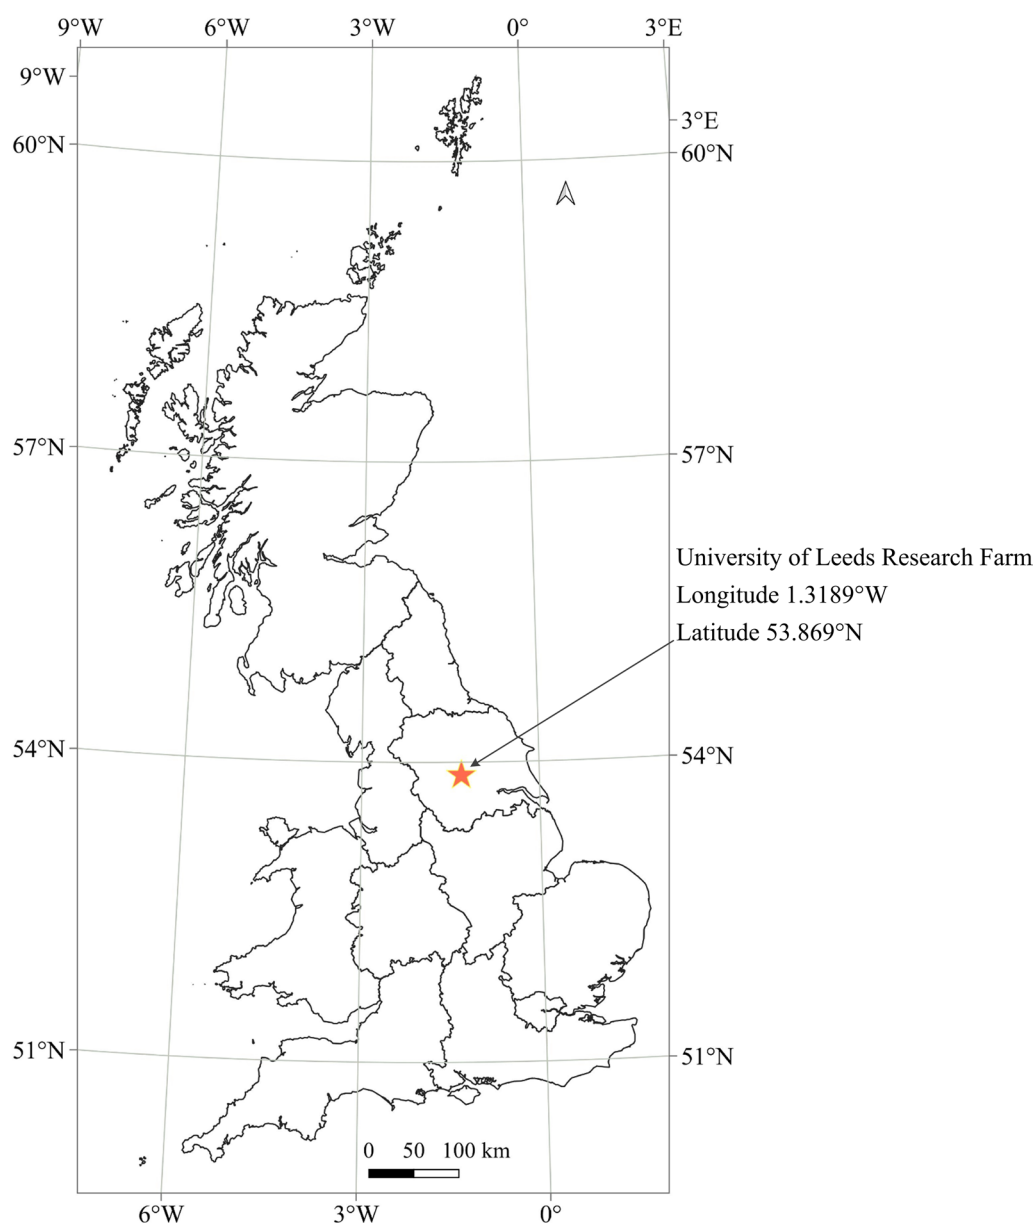 9°W 6°W 3°W 0° 3°E
9°W
3°E
60°N 60°N
57°N 57°N
University of Leeds Research Farm
Longitude 1.3189°W
Latitude 53.869°N
54°N 54°N
51°N 51°N
0 50 100 km
6°W 3°W 0°